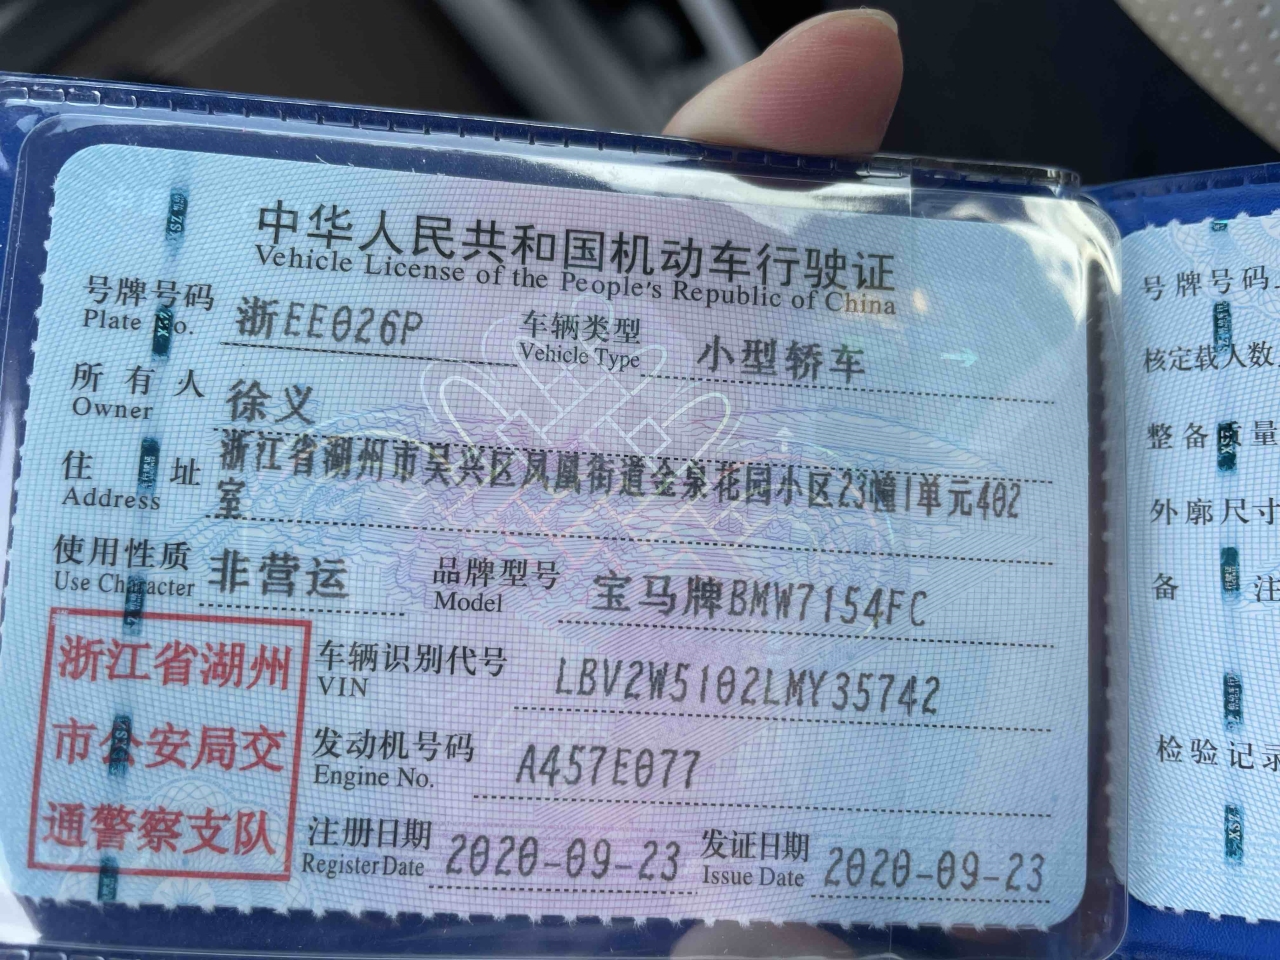 中华人民共和国机动车行驶证
Vehicle License of the People's Republic of China
号牌号码 浙EE026P 车辆类型 小型轿车
Plate No. Vehicle Type
所有人 徐义
Owner
住址 浙江省湖州市吴兴区凤凰街道金泉花园小区23幢1单元402
Address 室
使用性质 非营运 品牌型号 宝马牌BMW7154FC
Use Character Model
浙江省湖州
市公安局交
通警察支队
车辆识别代号 LBV2W5102LMY35742
VIN
发动机号码 A457E077
Engine No.
注册日期 2020-09-23 发证日期 2020-09-23
Register Date Issue Date
号牌号码
核定载人数
整备质量
外廓尺寸
备注
检验记录